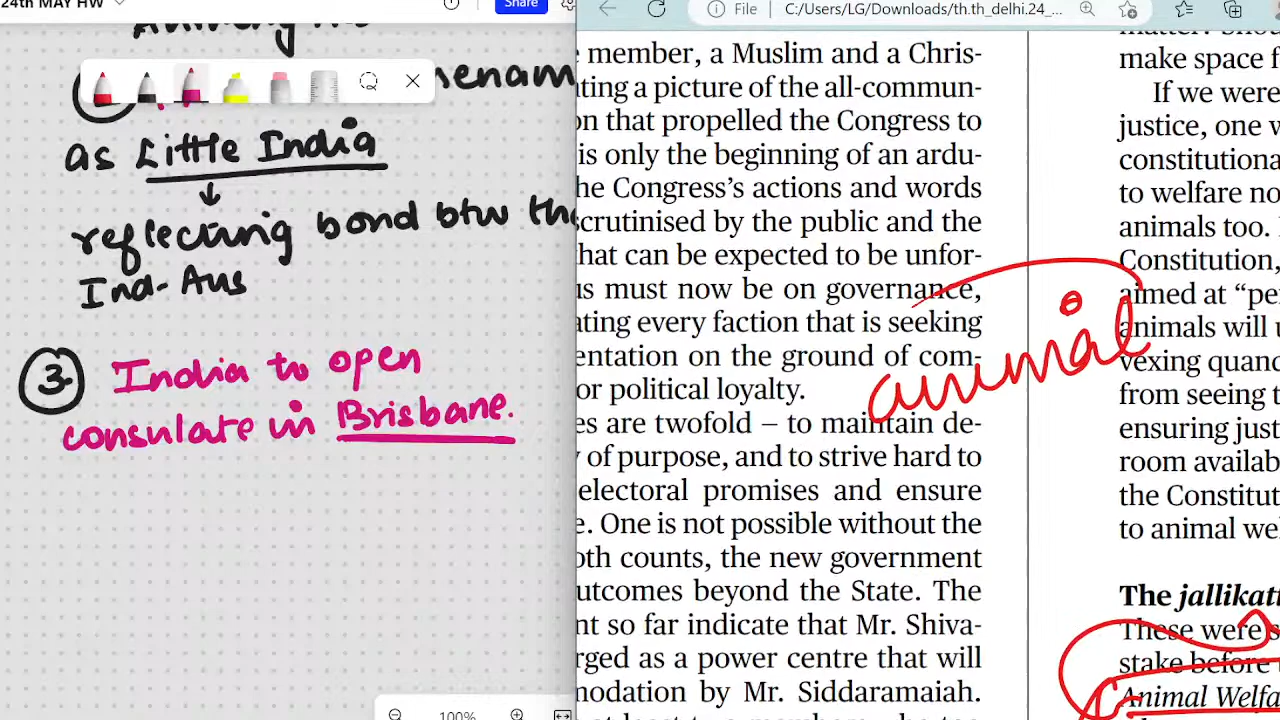 24th MAY HW
Share
File
C:/Users/LG/Downloads/th.th_delhi.24_...
as Little India
reflecting bond btw the
Ind-Aus
3 India to open
consulate in Brisbane.
100%
e member, a Muslim and a Chris-
ting a picture of the all-commun-
on that propelled the Congress to
is only the beginning of an ardu-
he Congress's actions and words
scrutinised by the public and the
hat can be expected to be unfor-
us must now be on governance,
ating every faction that is seeking
entation on the ground of com-
or political loyalty.
es are twofold – to maintain de-
y of purpose, and to strive hard to
electoral promises and ensure
e. One is not possible without the
oth counts, the new government
utcomes beyond the State. The
nt so far indicate that Mr. Shiva-
rged as a power centre that will
modation by Mr. Siddaramaiah.
animal
make space f
If we were
justice, one w
constitutiona
to welfare no
animals too.
Constitution,
aimed at "pe
animals will
vexing quand
from seeing t
ensuring just
room availab
the Constitut
to animal wel
The jallikatt
These were s
stake before
Animal Welfa